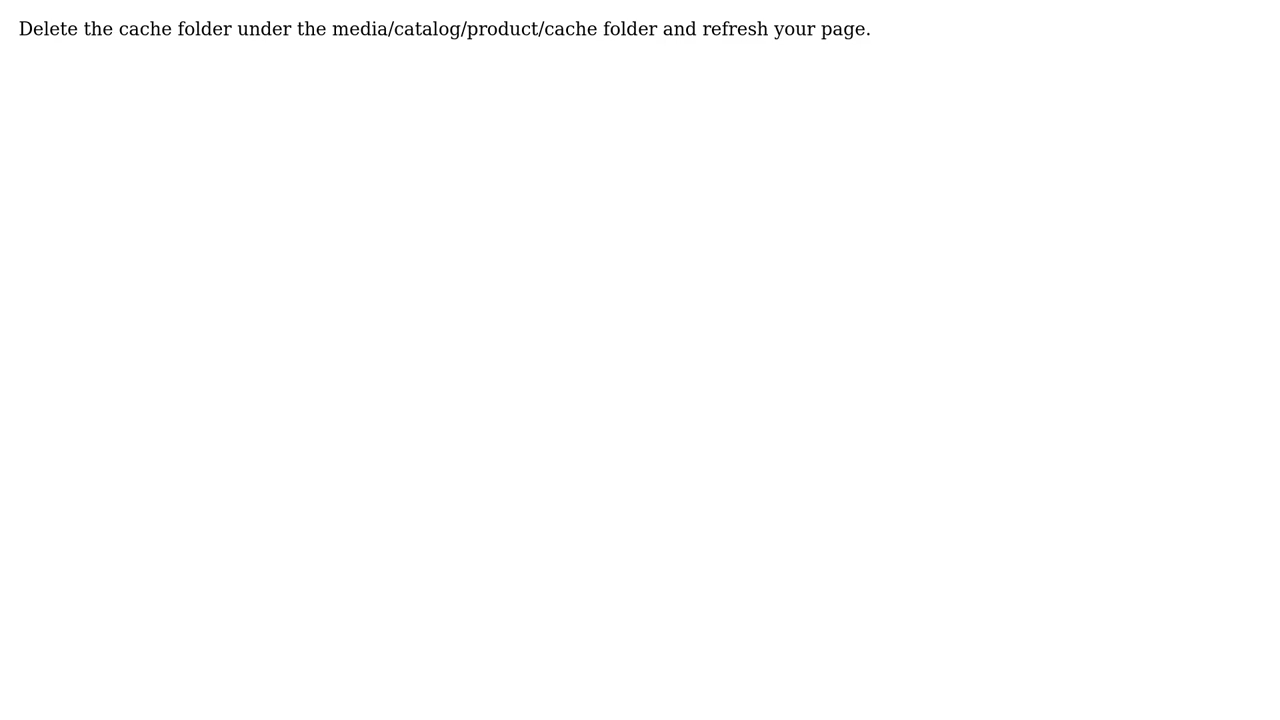 Delete the cache folder under the media/catalog/product/cache folder and refresh your page.